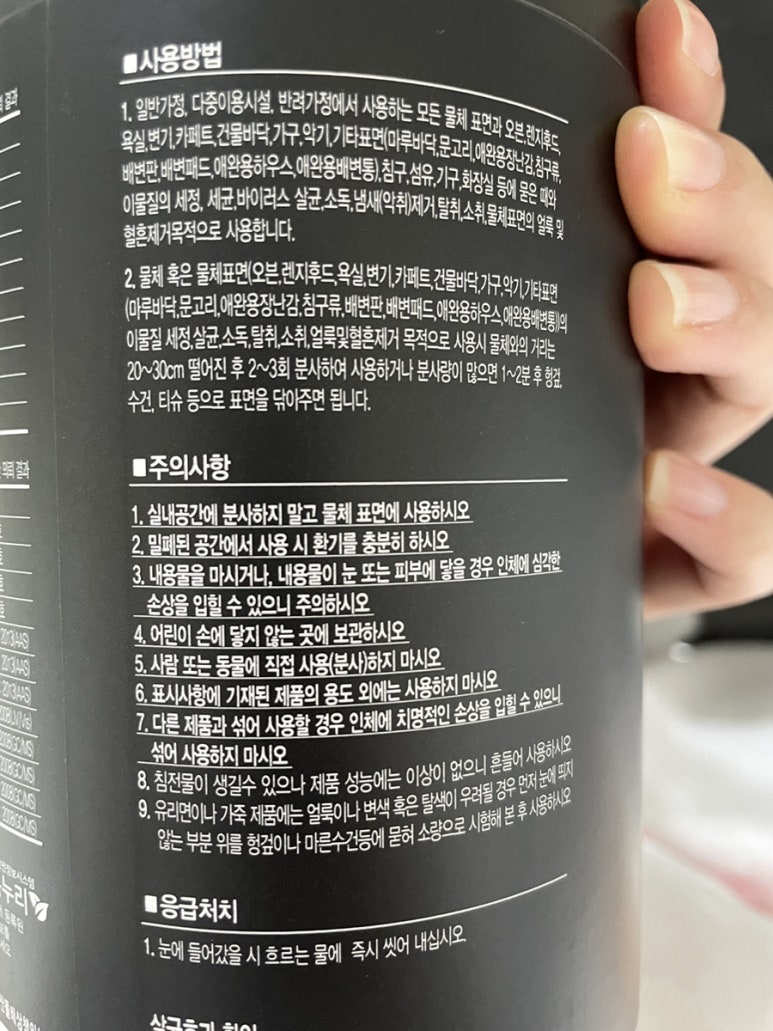 ■사용방법
1. 일반가정, 다중이용시설, 반려가정에서 사용하는 모든 물체 표면과 오븐,렌지후드,
욕실,변기,카페트,건물바닥,가구,악기,기타표면(마루바닥,문고리,애완용장난감,침구류,
배변판,배변패드,애완용하우스,애완용배변통),침구,섬유,기구,화장실 등에 묻은 때와
이물질의 세정, 세균,바이러스 살균,소독,냄새(악취)제거,탈취,소취,물체표면의 얼룩 및
혈흔제거목적으로 사용합니다.
2. 물체 혹은 물체표면(오븐,렌지후드,욕실,변기,카페트,건물바닥,가구,악기,기타표면
(마루바닥,문고리,애완용장난감,침구류,배변판,배변패드,애완용하우스,애완용배변통))의
이물질 세정,살균,소독,탈취,소취,얼룩및혈흔제거 목적으로 사용시 물체와의 거리는
20~30cm 떨어진 후 2~3회 분사하여 사용하거나 분사량이 많으면 1~2분 후 헝겊,
수건, 티슈 등으로 표면을 닦아주면 됩니다.
■주의사항
1. 실내공간에 분사하지 말고 물체 표면에 사용하시오
2. 밀폐된 공간에서 사용 시 환기를 충분히 하시오
3. 내용물을 마시거나, 내용물이 눈 또는 피부에 닿을 경우 인체에 심각한
손상을 입힐 수 있으니 주의하시오
4. 어린이 손에 닿지 않는 곳에 보관하시오
5. 사람 또는 동물에 직접 사용(분사)하지 마시오
6. 표시사항에 기재된 제품의 용도 외에는 사용하지 마시오
7. 다른 제품과 섞어 사용할 경우 인체에 치명적인 손상을 입힐 수 있으니
섞어 사용하지 마시오
8. 침전물이 생길수 있으나 제품 성능에는 이상이 없으니 흔들어 사용하시오
9. 유리면이나 가죽 제품에는 얼룩이나 변색 혹은 탈색이 우려될 경우 먼저 눈에 띄지
않는 부분 위를 헝겊이나 마른수건등에 묻혀 소량으로 시험해 본 후 사용하시오
■응급처치
1. 눈에 들어갔을 시 흐르는 물에 즉시 씻어 내십시오.
결과
의뢰 결과
2013(AAS)
2013(AAS)
2013(AAS)
2008(GC/MS)
2008(GC/MS)
2008(GC/MS)
2008(GC/MS)
누리